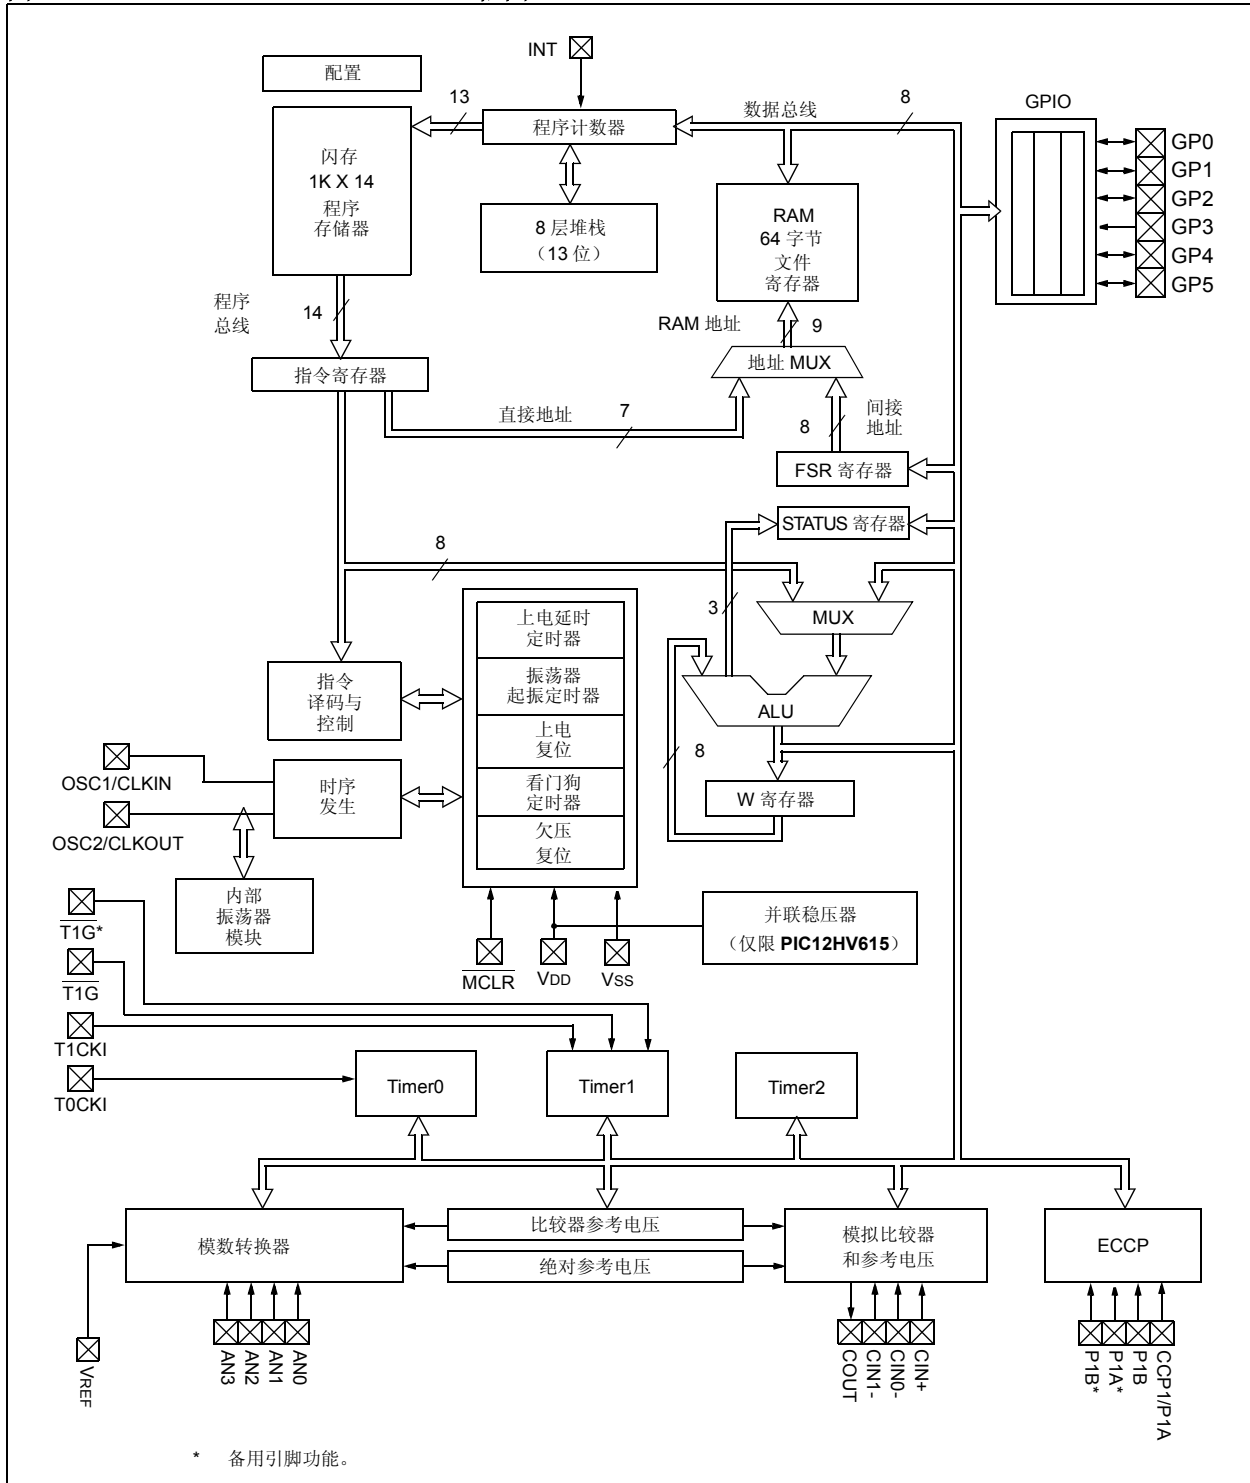 INT
配置
13
程序计数器
数据总线
8
GPIO
闪存
1K X 14
程序
存储器
8 层堆栈
（13 位）
RAM
64 字节
文件
寄存器
GP0
GP1
GP2
GP3
GP4
GP5
程序
总线
14
RAM 地址
9
地址 MUX
指令寄存器
直接地址
7
8
间接
地址
FSR 寄存器
STATUS 寄存器
8
3
MUX
上电延时
定时器
振荡器
起振定时器
上电
复位
看门狗
定时器
欠压
复位
指令
译码与
控制
ALU
8
W 寄存器
OSC1/CLKIN
OSC2/CLKOUT
时序
发生
内部
振荡器
模块
T1G*
T1G
T1CKI
T0CKI
MCLR
VDD
VSS
并联稳压器
（仅限 PIC12HV615）
Timer0
Timer1
Timer2
模数转换器
比较器参考电压
绝对参考电压
模拟比较器
和参考电压
ECCP
VREF
AN3
AN2
AN1
AN0
COUT
CIN1-
CIN0-
CIN+
P1B*
P1A*
P1B
CCP1/P1A
* 备用引脚功能。